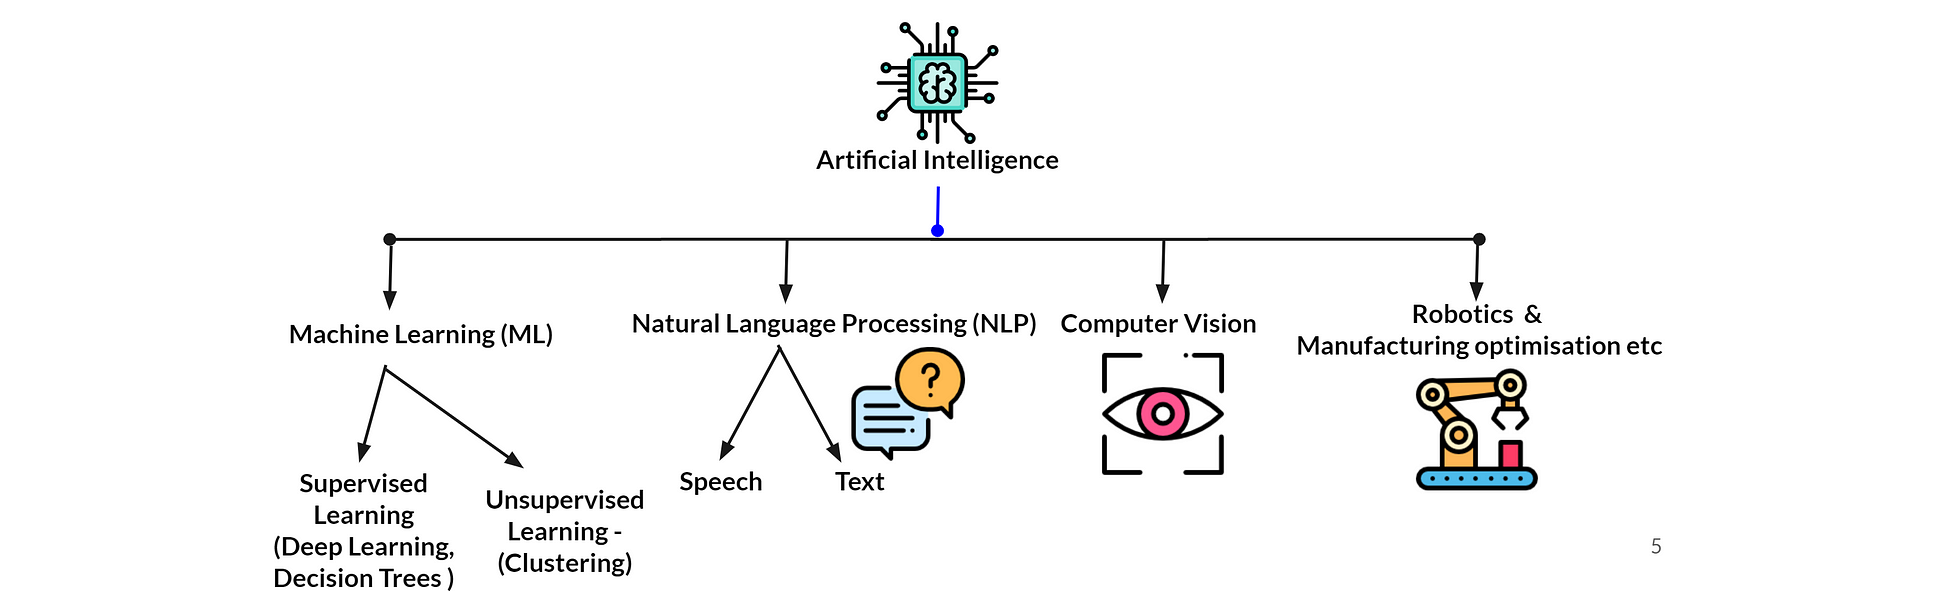 Artificial Intelligence
Machine Learning (ML)
Natural Language Processing (NLP)
Computer Vision
Robotics &
Manufacturing optimisation etc
?
Supervised
Learning
(Deep Learning,
Decision Trees )
Unsupervised
Learning -
(Clustering)
Speech
Text
5